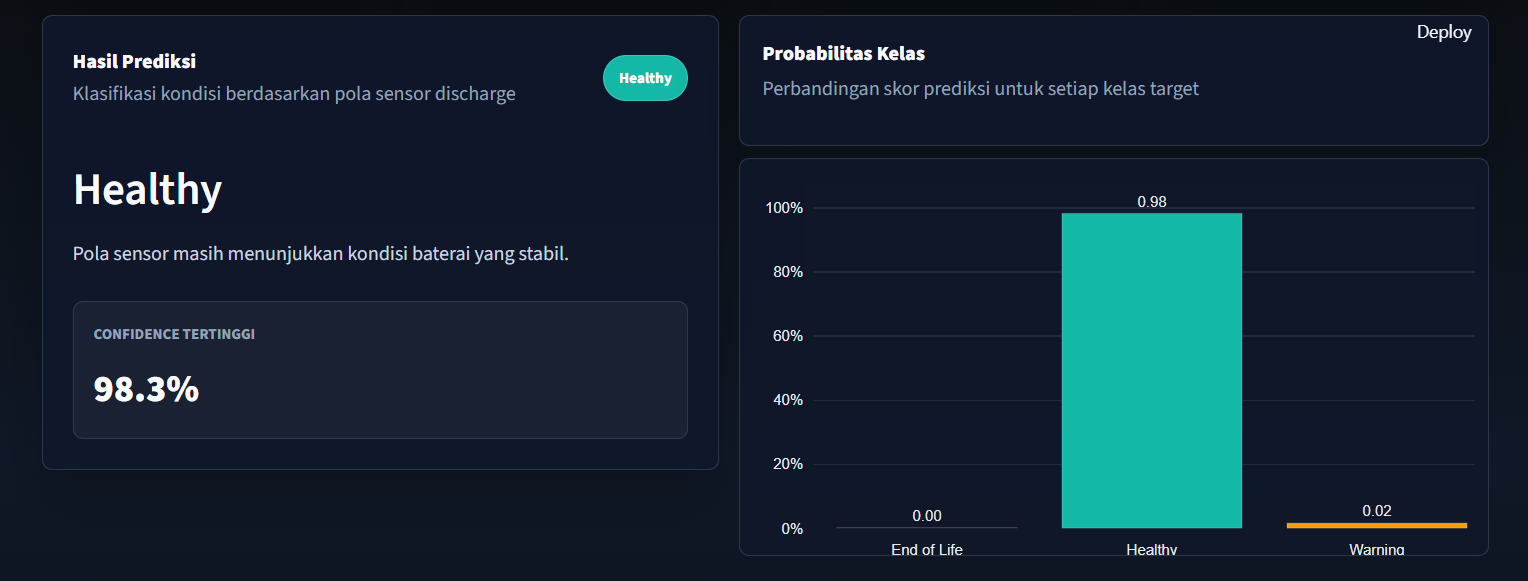 Hasil Prediksi
Klasifikasi kondisi berdasarkan pola sensor discharge
Healthy
Healthy
Pola sensor masih menunjukkan kondisi baterai yang stabil.
CONFIDENCE TERTINGGI
98.3%
Deploy
Probabilitas Kelas
Perbandingan skor prediksi untuk setiap kelas target
100%
80%
60%
40%
20%
0%
0.00
0.98
0.02
End of Life
Healthy
Warning